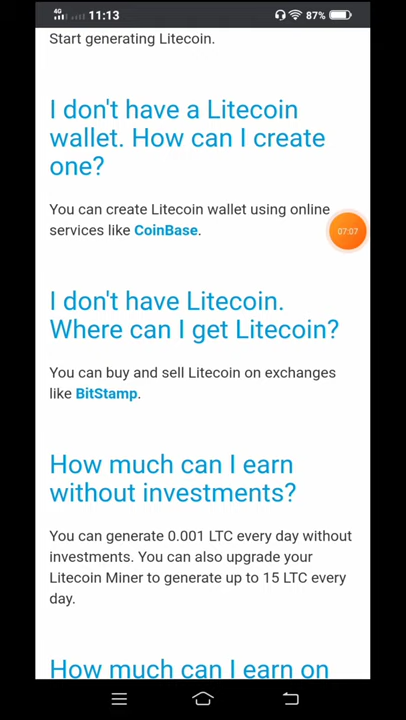 4G 11:13 87%
Start generating Litecoin.
I don't have a Litecoin
wallet. How can I create
one?
You can create Litecoin wallet using online
services like CoinBase.
07:07
I don't have Litecoin.
Where can I get Litecoin?
You can buy and sell Litecoin on exchanges
like BitStamp.
How much can I earn
without investments?
You can generate 0.001 LTC every day without
investments. You can also upgrade your
Litecoin Miner to generate up to 15 LTC every
day.
How much can I earn on